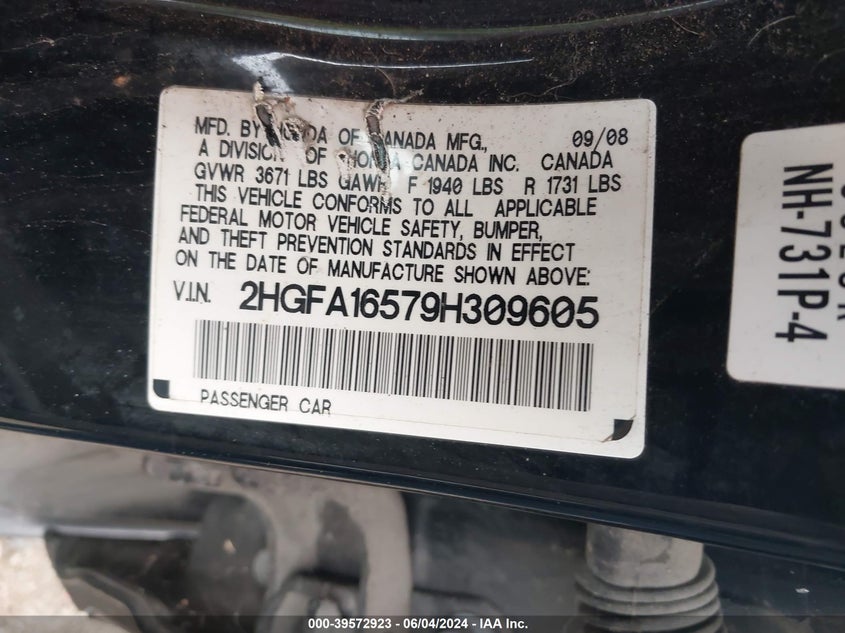 MFD. BY HONDA OF CANADA MFG., 09/08
A DIVISION OF HONDA CANADA INC. CANADA
GVWR 3671 LBS GAWR F 1940 LBS R 1731 LBS
THIS VEHICLE CONFORMS TO ALL APPLICABLE
FEDERAL MOTOR VEHICLE SAFETY, BUMPER,
AND THEFT PREVENTION STANDARDS IN EFFECT
ON THE DATE OF MANUFACTURE SHOWN ABOVE:
V.I.N. 2HGFA16579H309605
PASSENGER CAR
NH-731P-4
000-39572923 - 06/04/2024 - IAA Inc.